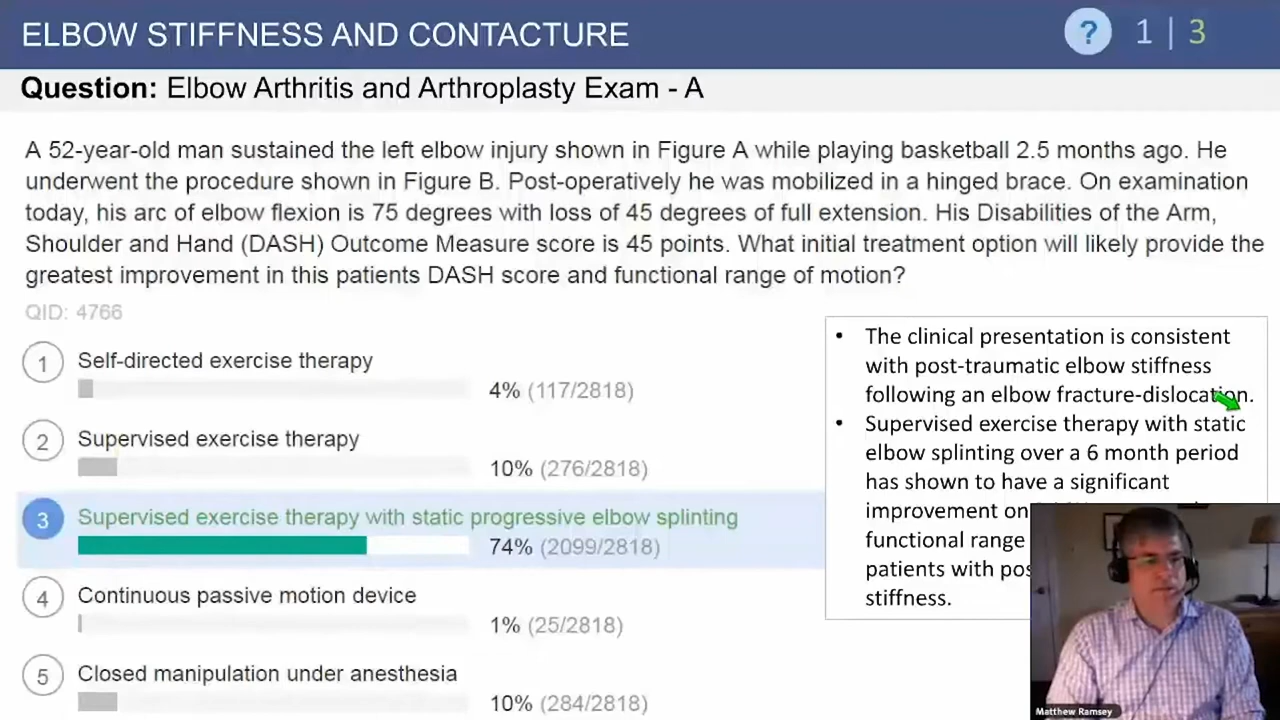 ELBOW STIFFNESS AND CONTACTURE
? 1 | 3
Question: Elbow Arthritis and Arthroplasty Exam - A
A 52-year-old man sustained the left elbow injury shown in Figure A while playing basketball 2.5 months ago. He
underwent the procedure shown in Figure B. Post-operatively he was mobilized in a hinged brace. On examination
today, his arc of elbow flexion is 75 degrees with loss of 45 degrees of full extension. His Disabilities of the Arm,
Shoulder and Hand (DASH) Outcome Measure score is 45 points. What initial treatment option will likely provide the
greatest improvement in this patients DASH score and functional range of motion?
QID: 4766
1 Self-directed exercise therapy
4% (117/2818)
2 Supervised exercise therapy
10% (276/2818)
3 Supervised exercise therapy with static progressive elbow splinting
74% (2099/2818)
4 Continuous passive motion device
1% (25/2818)
5 Closed manipulation under anesthesia
10% (284/2818)
• The clinical presentation is consistent
with post-traumatic elbow stiffness
following an elbow fracture-dislocation.
• Supervised exercise therapy with static
elbow splinting over a 6 month period
has shown to have a significant
improvement on
functional range
patients with
stiffness.
Matthew Ramsey